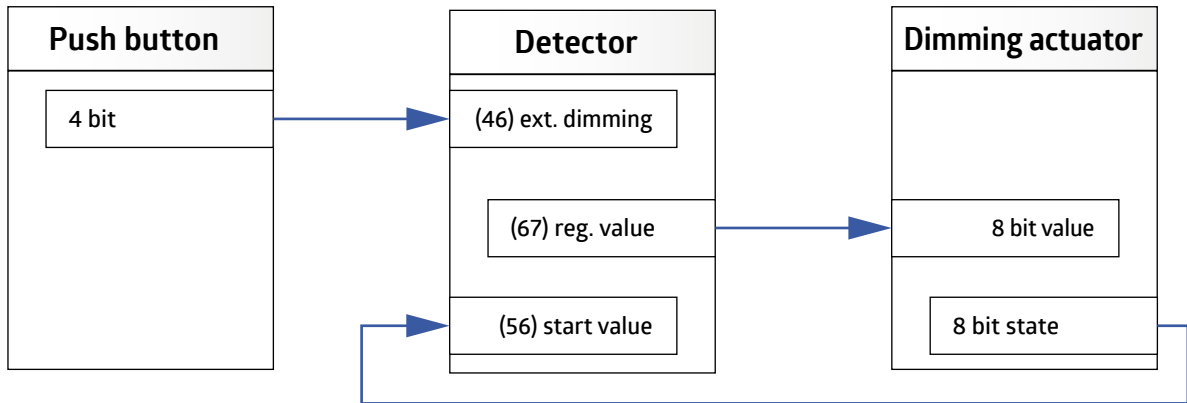 Push button
4 bit
Detector
(46) ext. dimming
(67) reg. value
(56) start value
Dimming actuator
8 bit value
8 bit state